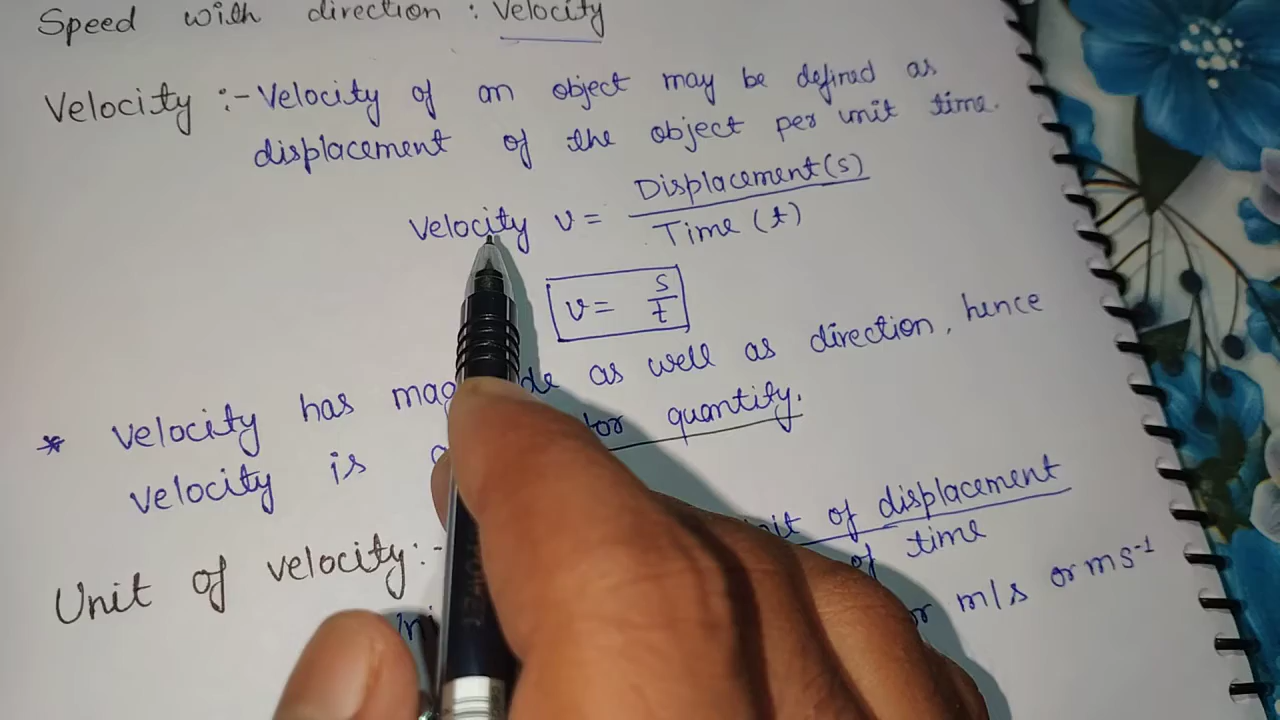 Speed with direction : Velocity
Velocity :- Velocity of an object may be defined as
displacement of the object per unit time.
Velocity v = Displacement (s)
Time (t)
v = s
t
* Velocity has as well as direction, hence
velocity is quantity.
Unit of velocity :- of displacement
of time
m/s or ms⁻¹